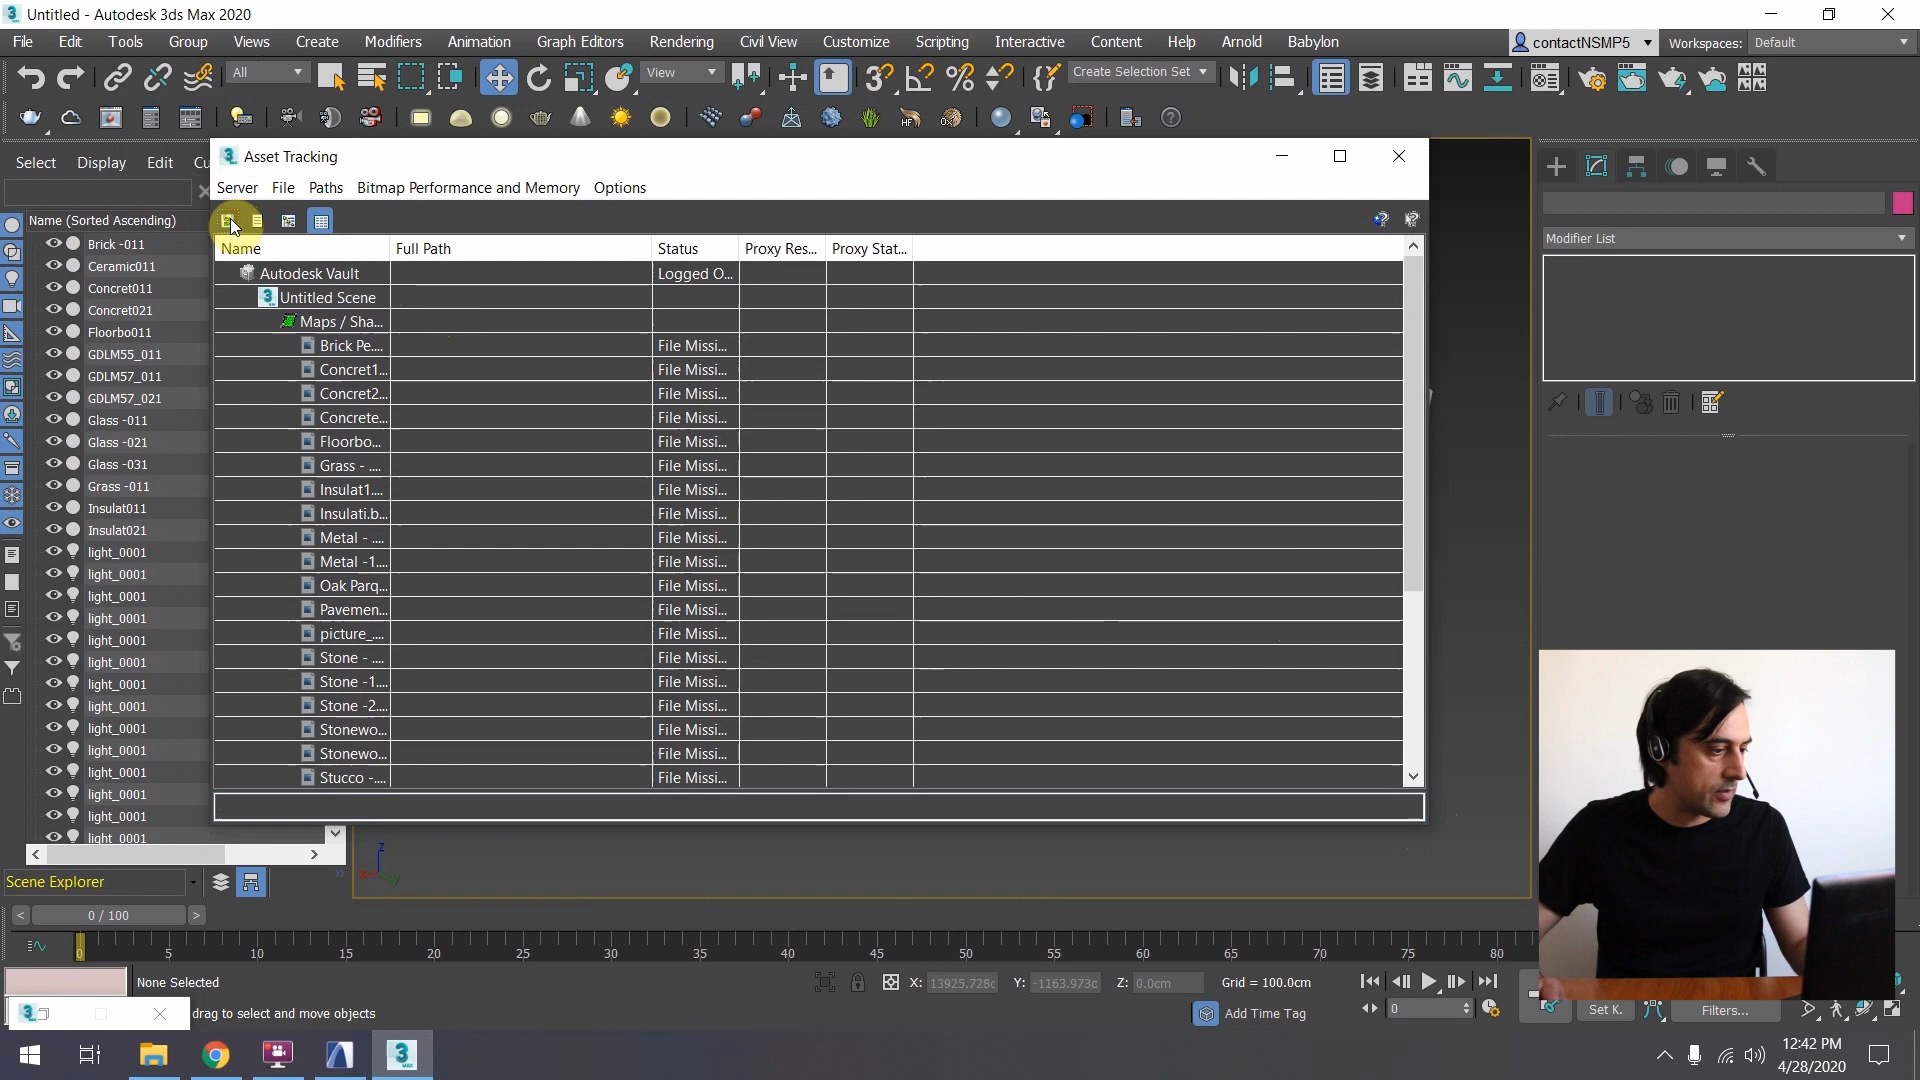 Untitled - Autodesk 3ds Max 2020
File Edit Tools Group Views Create Modifiers Animation Graph Editors Rendering Civil View Customize Scripting Interactive Content Help Arnold Babylon
contactNSMP5 Workspaces: Default
All View Create Selection Set
HF
Select Display Edit Cu
Asset Tracking
Server File Paths Bitmap Performance and Memory Options
Modifier List
Name (Sorted Ascending)
Brick -011
Ceramic011
Concret011
Concret021
Floorbo011
GDLM55_011
GDLM57_011
GDLM57_021
Glass -011
Glass -021
Glass -031
Grass -011
Insulat011
Insulat021
light_0001
light_0001
light_0001
light_0001
light_0001
light_0001
light_0001
light_0001
light_0001
light_0001
light_0001
light_0001
light_0001
light_0001
Name Full Path Status Proxy Res... Proxy Stat...
Autodesk Vault Logged O...
Untitled Scene
Maps / Sha...
Brick Pe.... File Missi...
Concret1... File Missi...
Concret2... File Missi...
Concrete... File Missi...
Floorbo... File Missi...
Grass - .... File Missi...
Insulat1.... File Missi...
Insulati.b... File Missi...
Metal - .... File Missi...
Metal -1.... File Missi...
Oak Parq... File Missi...
Pavemen... File Missi...
picture_.... File Missi...
Stone - .... File Missi...
Stone -1.... File Missi...
Stone -2.... File Missi...
Stonewo... File Missi...
Stonewo... File Missi...
Stucco -.... File Missi...
z
Scene Explorer
< 0 / 100 >
0 5 10 15 20 25 30 35 40 45 50 55 60 65 70 75 80
None Selected X: 13925.728c Y: -1163.973c Z: 0.0cm Grid = 100.0cm
drag to select and move objects Add Time Tag 0 Set K. Filters...
12:42 PM
4/28/2020